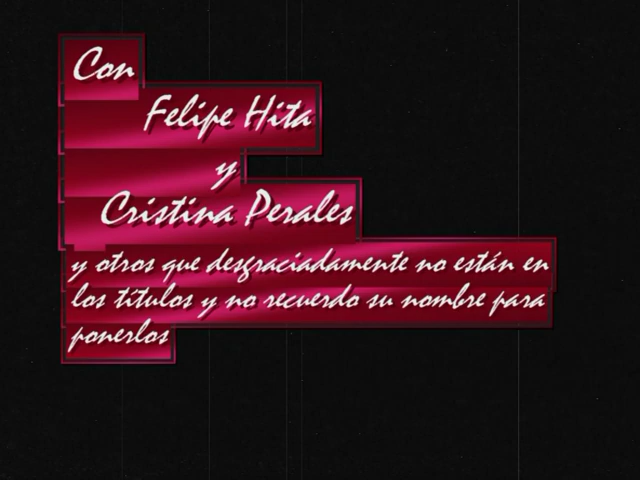 Con
Felipe Hita
y
Cristina Perales
y otros que desgraciadamente no están en
los títulos y no recuerdo su nombre para
ponerlos